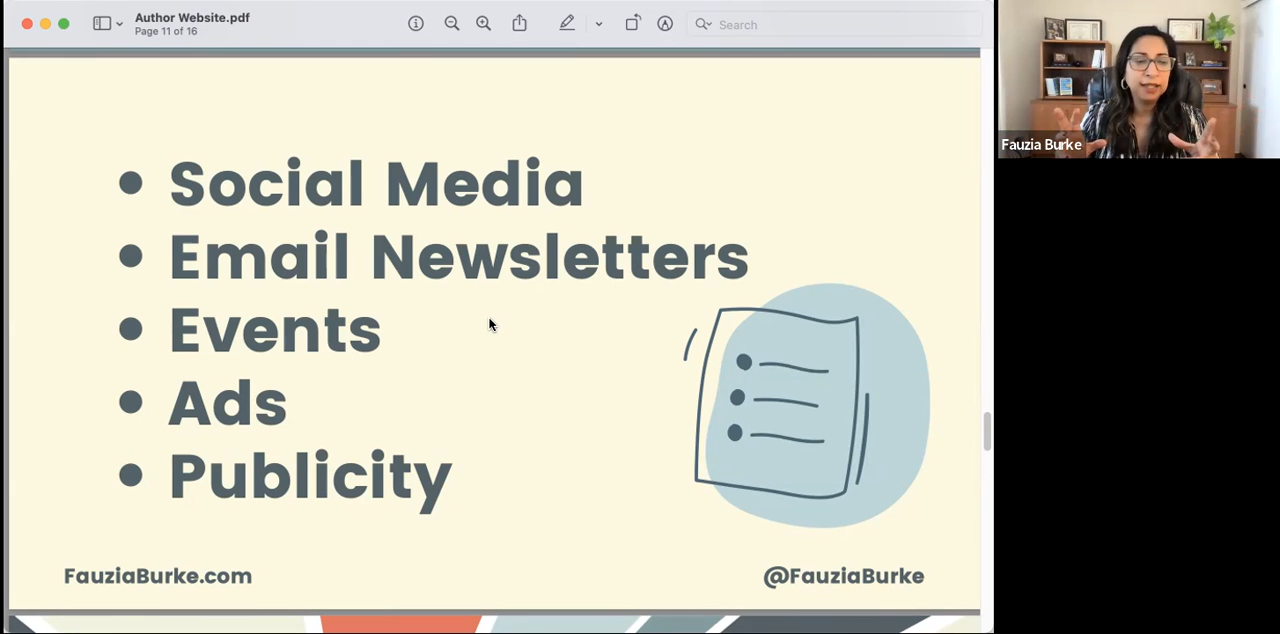 Author Website.pdf
Page 11 of 16
Search
• Social Media
• Email Newsletters
• Events
• Ads
• Publicity
FauziaBurke.com
@FauziaBurke
Fauzia Burke